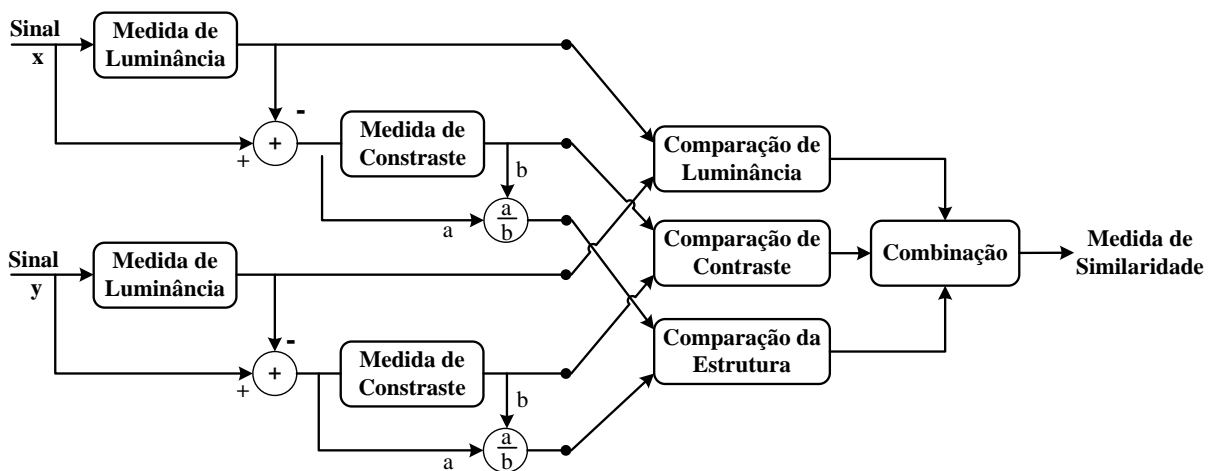 Sinal
x
Medida de
Luminância
-
+
+
Medida de
Constraste
b
a
a
b
Comparação de
Luminância
Sinal
y
Medida de
Luminância
-
+
+
Medida de
Constraste
b
a
a
b
Comparação de
Contraste
Comparação da
Estrutura
Combinação
Medida de
Similaridade